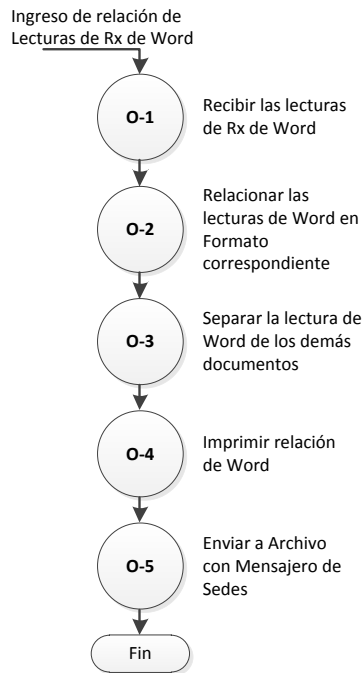 Ingreso de relación de
Lecturas de Rx de Word
O-1
Recibir las lecturas
de Rx de Word
O-2
Relacionar las
lecturas de Word en
Formato
correspondiente
O-3
Separar la lectura de
Word de los demás
documentos
O-4
Imprimir relación
de Word
O-5
Enviar a Archivo
con Mensajero de
Sedes
Fin